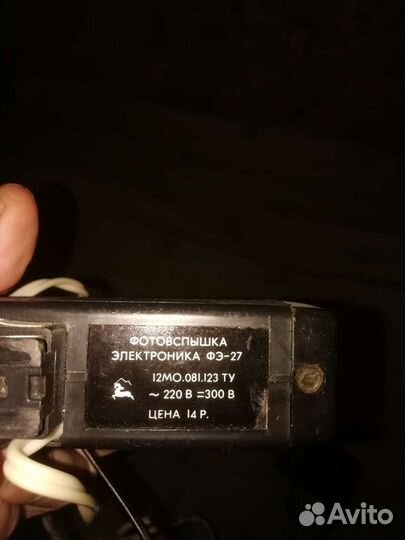 ФОТОВСПЫШКА
ЭЛЕКТРОНИКА ФЭ-27
12МО.081.123 ТУ
~ 220 В =300 В
ЦЕНА 14 Р.
Avito